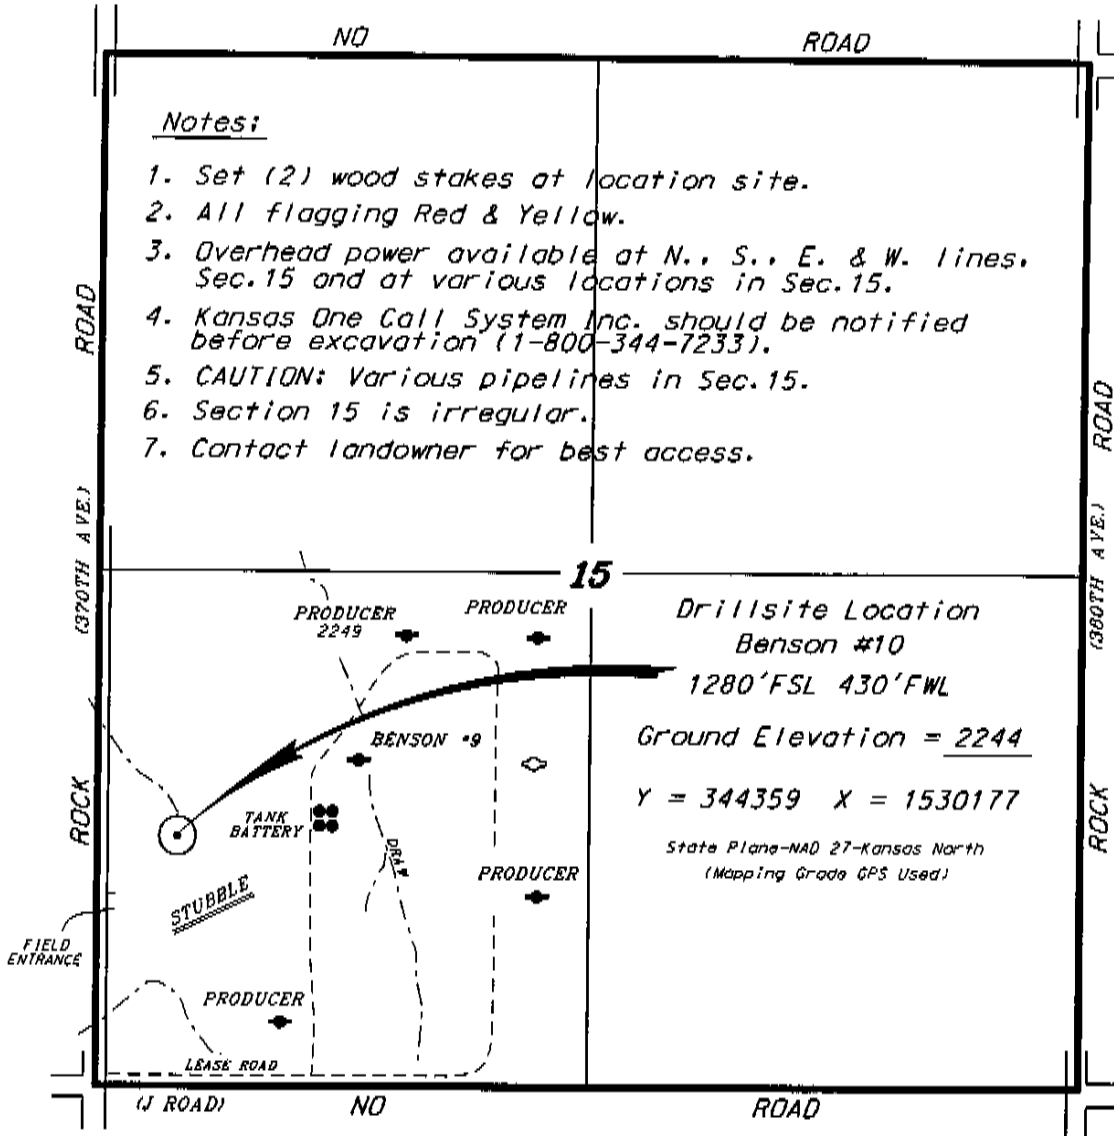 NO
ROAD
Notes:
1. Set (2) wood stakes at location site.
2. All flagging Red & Yellow.
3. Overhead power available at N., S., E. & W. lines,
Sec.15 and at various locations in Sec.15.
4. Kansas One Call System Inc. should be notified
before excavation (1-800-344-7233).
5. CAUTION: Various pipelines in Sec.15.
6. Section 15 is irregular.
7. Contact landowner for best access.
ROAD
(370TH AVE.)
ROCK
ROAD
(380TH AVE.)
ROCK
15
PRODUCER
2249
PRODUCER
Drillsite Location
Benson #10
1280'FSL 430'FWL
BENSON #9
Ground Elevation = 2244
Y = 344359 X = 1530177
TANK
BATTERY
DRAW
State Plane-NAD 27-Kansas North
(Mapping Grade GPS Used)
PRODUCER
STUBBLE
FIELD
ENTRANCE
PRODUCER
LEASE ROAD
(J ROAD)
NO
ROAD